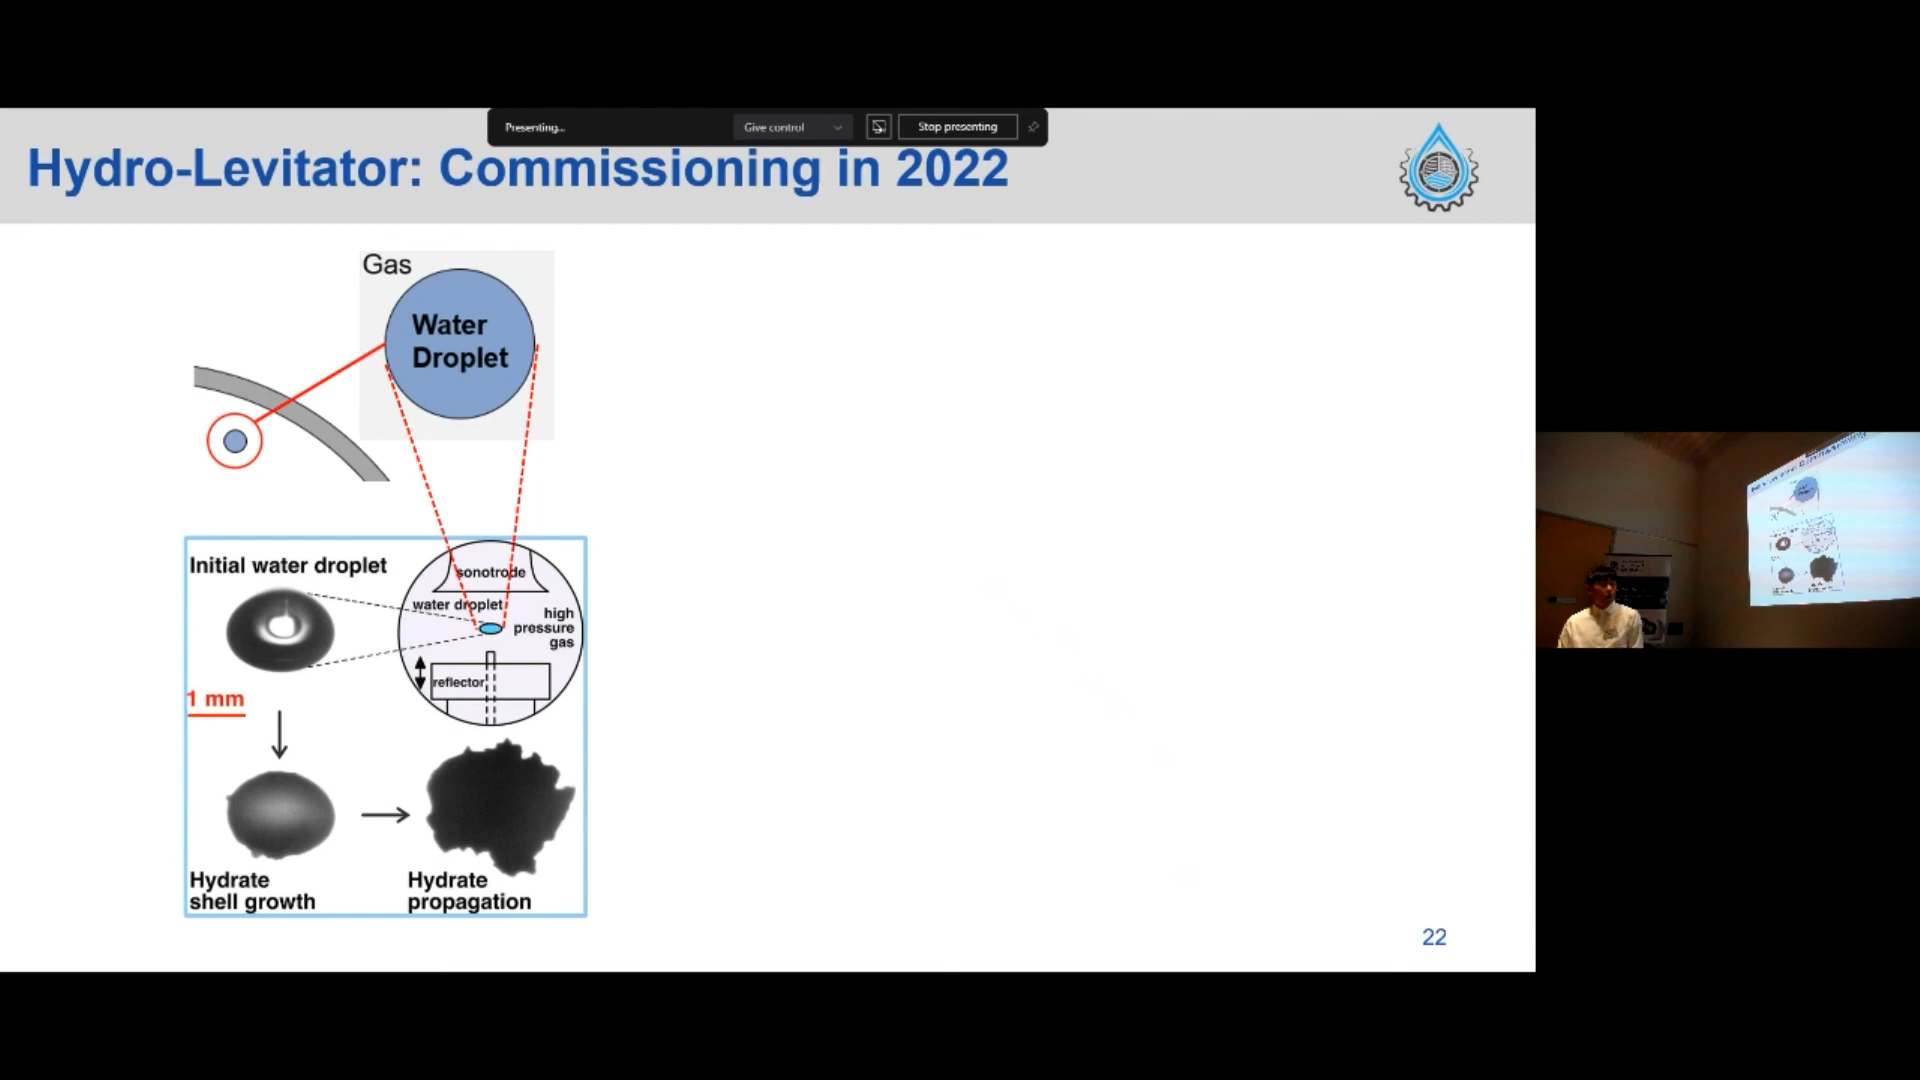 Presenting...
Give control
Stop presenting
Hydro-Levitator: Commissioning in 2022
Gas
Water
Droplet
Initial water droplet
sonotrode
water droplet
high
pressure
gas
reflector
1 mm
Hydrate
shell growth
Hydrate
propagation
22